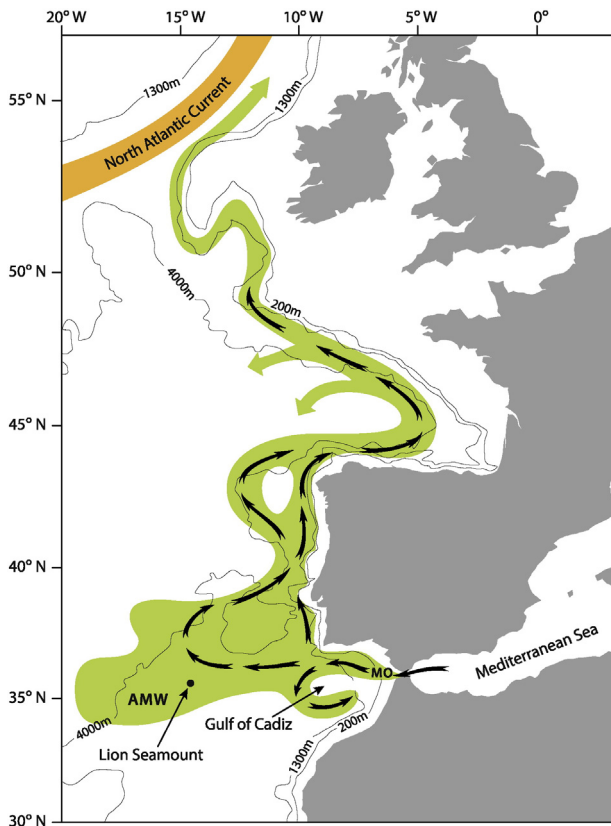 20° W
15° W
10° W
5° W
0°
1300m
1300m
55° N
North Atlantic Current
50° N
4000m
200m
45° N
40° N
Mediterranean Sea
MO
AMW
35° N
Gulf of Cadiz
4000m
200m
Lion Seamount
1300m
30° N